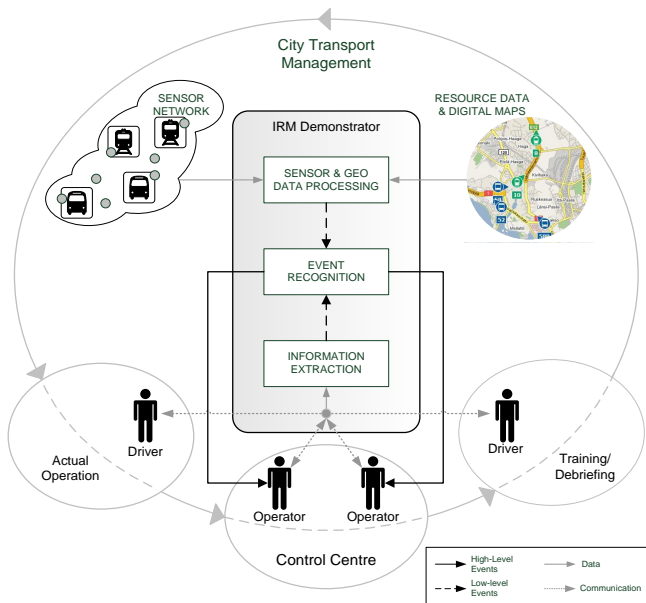 City Transport
Management
SENSOR
NETWORK
RESOURCE DATA
& DIGITAL MAPS
IRM Demonstrator
SENSOR & GEO
DATA PROCESSING
EVENT
RECOGNITION
INFORMATION
EXTRACTION
Haaga
Driver
Actual
Operation
Driver
Training/
Debriefing
Operator
Operator
Control Centre
High-Level
Events
Data
Low-level
Events
Communication